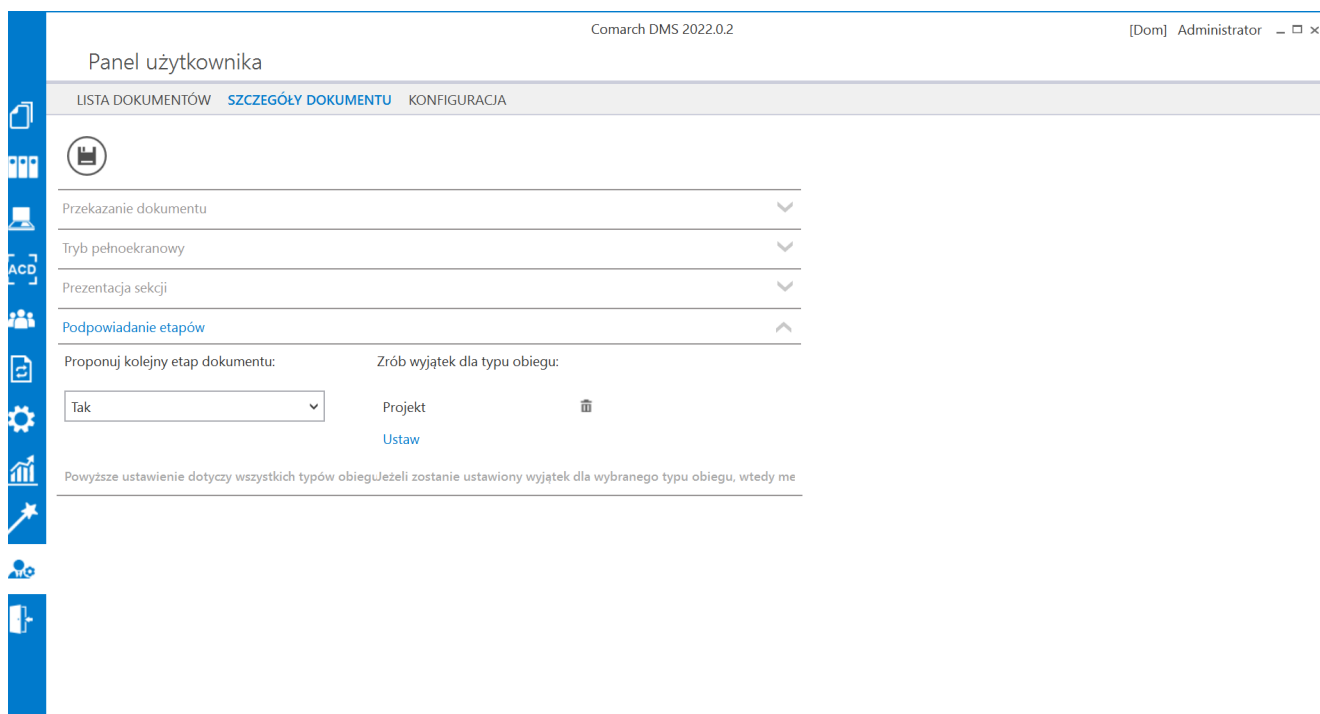 Comarch DMS 2022.0.2
[Dom] Administrator
Panel użytkownika
LISTA DOKUMENTÓW SZCZEGÓŁY DOKUMENTU KONFIGURACJA
Przekazanie dokumentu
Tryb pełnoekranowy
ACD
Prezentacja sekcji
Podpowiadanie etapów
Proponuj kolejny etap dokumentu: Zrób wyjątek dla typu obiegu:
Tak Projekt
Ustaw
Powyższe ustawienie dotyczy wszystkich typów obiegu Jeżeli zostanie ustawiony wyjątek dla wybranego typu obiegu, wtedy me